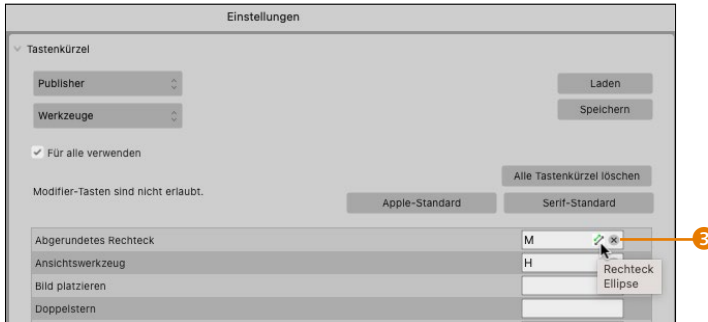 Einstellungen
Tastenkürzel
Publisher
Laden
Werkzeuge
Speichern
Für alle verwenden
Alle Tastenkürzel löschen
Modifier-Tasten sind nicht erlaubt.
Apple-Standard
Serif-Standard
Abgerundetes Rechteck M
3
Ansichtswerkzeug H
Rechteck
Bild platzieren
Ellipse
Doppelstern